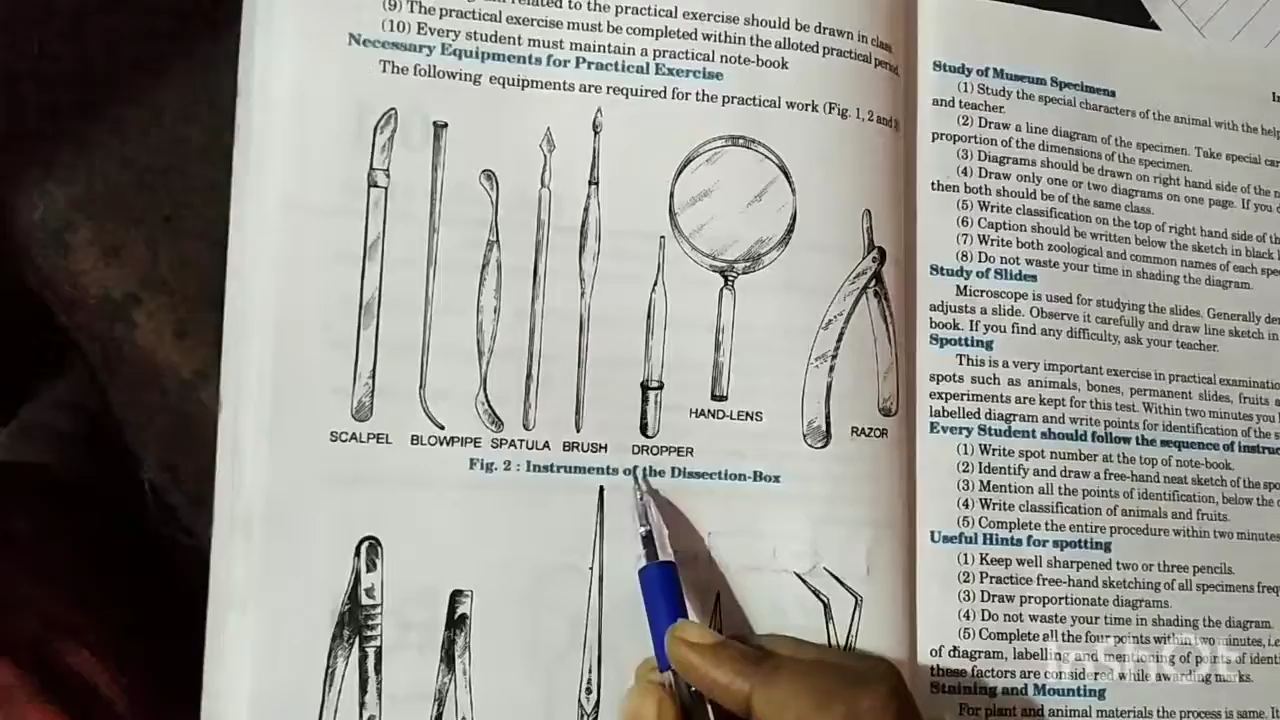 related to the practical exercise should be drawn in class
(9) The practical exercise must be completed within the alloted practical period.
(10) Every student must maintain a practical note-book
Necessary Equipments for Practical Exercise
The following equipments are required for the practical work (Fig. 1, 2 and 3
SCALPEL BLOWPIPE SPATULA BRUSH DROPPER HAND-LENS RAZOR
Fig. 2 : Instruments of the Dissection-Box
Study of Museum Specimens
(1) Study the special characters of the animal with the help
and teacher.
(2) Draw a line diagram of the specimen. Take special car
proportion of the dimensions of the specimen.
(3) Diagrams should be drawn on right hand side of the
(4) Draw only one or two diagrams on one page. If you
then both should be of the same class.
(5) Write classification on the top of right hand side of th
(6) Caption should be written below the sketch in black
(7) Write both zoological and common names of each spe
(8) Do not waste your time in shading the diagram.
Study of Slides
Microscope is used for studying the slides. Generally de
adjusts a slide. Observe it carefully and draw line sketch in
book. If you find any difficulty, ask your teacher.
Spotting
This is a very important exercise in practical examinatio
spots such as animals, bones, permanent slides, fruits a
experiments are kept for this test. Within two minutes you
labelled diagram and write points for identification of the
Every Student should follow the sequence of instruc
(1) Write spot number at the top of note-book.
(2) Identify and draw a free-hand neat sketch of the spo
(3) Mention all the points of identification, below the
(4) Write classification of animals and fruits.
(5) Complete the entire procedure within two minutes
Useful Hints for spotting
(1) Keep well sharpened two or three pencils.
(2) Practice free-hand sketching of all specimens freq
(3) Draw proportionate diagrams.
(4) Do not waste your time in shading the diagram.
(5) Complete all the four points within two minutes, i.e
of diagram, labelling and mentioning of points of identi
these factors are considered while awarding marks.
Staining and Mounting
For plant and animal materials the process is same. It
InShOt